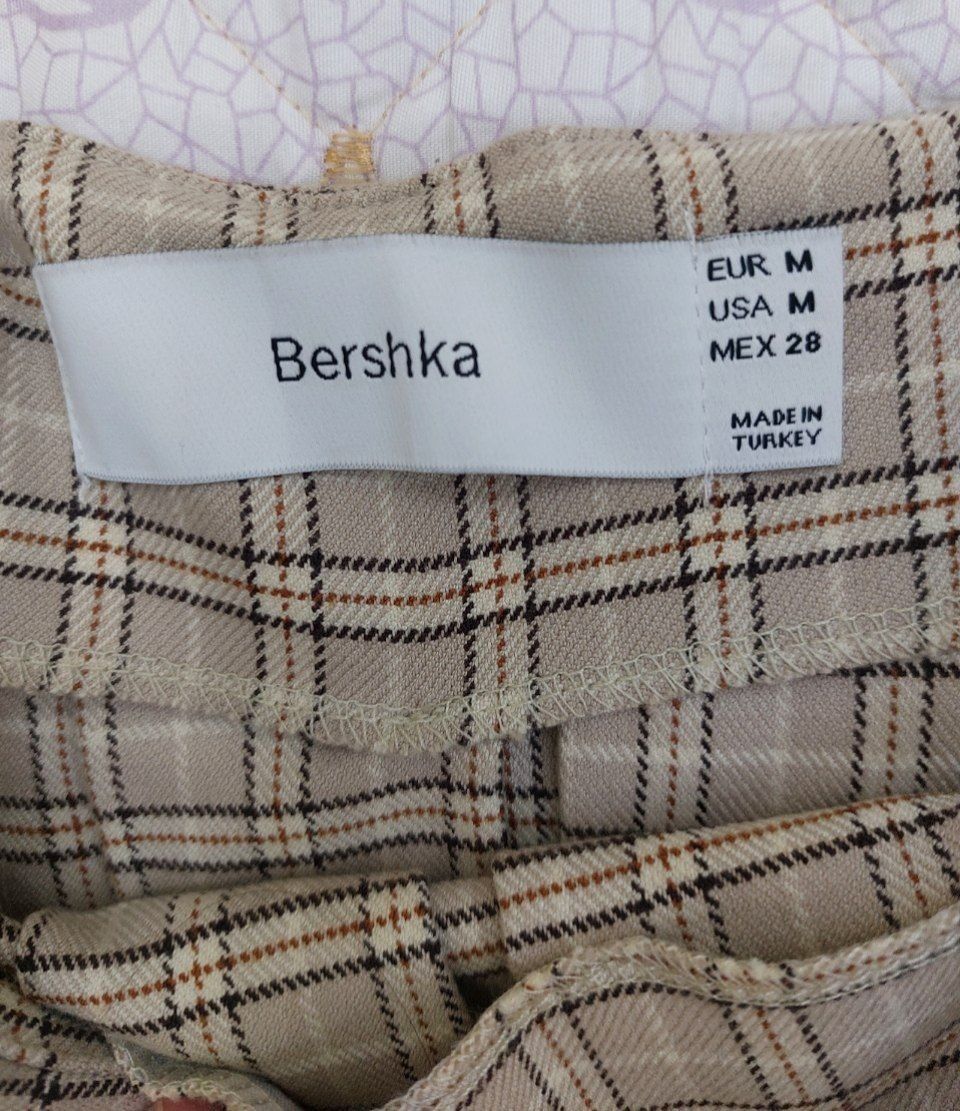 Bershka
EUR M
USA M
MEX 28
MADE IN
TURKEY